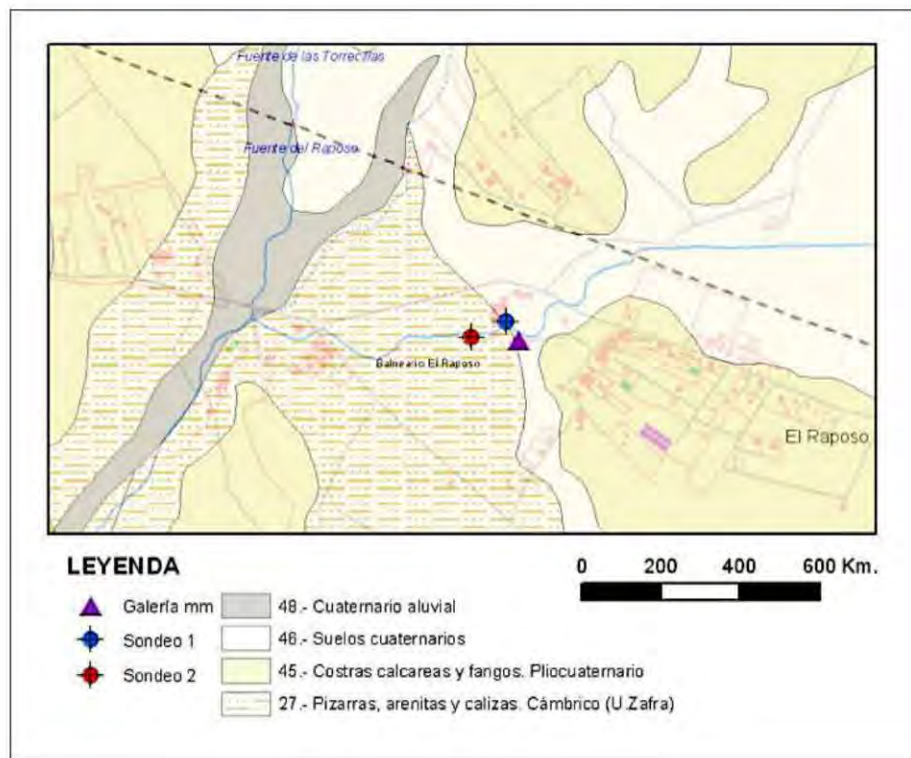 Fuente de las Torrecillas
Fuente del Raposo
Balneario El Raposo
El Raposo
LEYENDA
0 200 400 600 Km.
Galería mm
Sondeo 1
Sondeo 2
48.- Cuaternario aluvial
46.- Suelos cuaternarios
45.- Costras calcareas y fangos. Pliocuaternario
27.- Pizarras, arenitas y calizas. Cámbrico (U.Zafra)